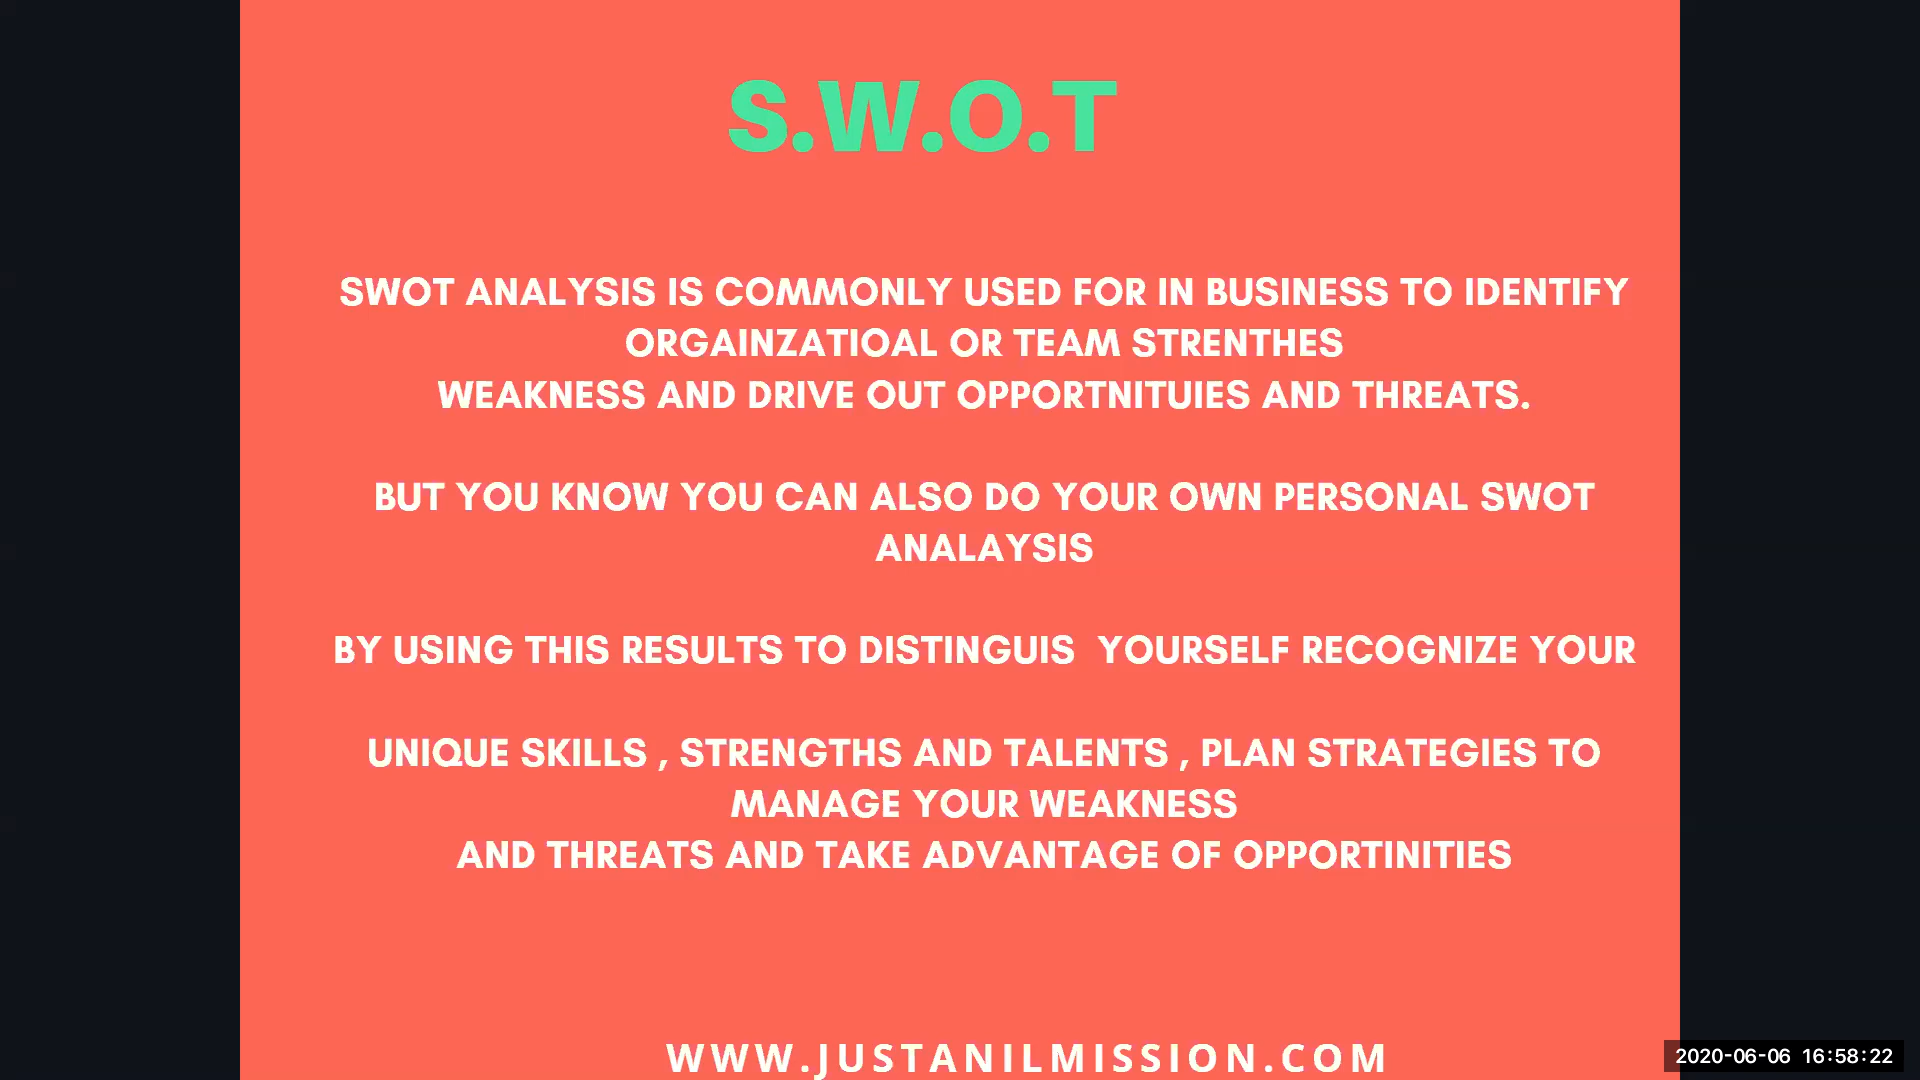 S.W.O.T
SWOT ANALYSIS IS COMMONLY USED FOR IN BUSINESS TO IDENTIFY
ORGAINZATIOAL OR TEAM STRENTHES
WEAKNESS AND DRIVE OUT OPPORTNITUIES AND THREATS.
BUT YOU KNOW YOU CAN ALSO DO YOUR OWN PERSONAL SWOT
ANALAYSIS
BY USING THIS RESULTS TO DISTINGUIS  YOURSELF RECOGNIZE YOUR
UNIQUE SKILLS , STRENGTHS AND TALENTS , PLAN STRATEGIES TO
MANAGE YOUR WEAKNESS
AND THREATS AND TAKE ADVANTAGE OF OPPORTINITIES
WWW.JUSTANILMISSION.COM
2020-06-06 16:58:22